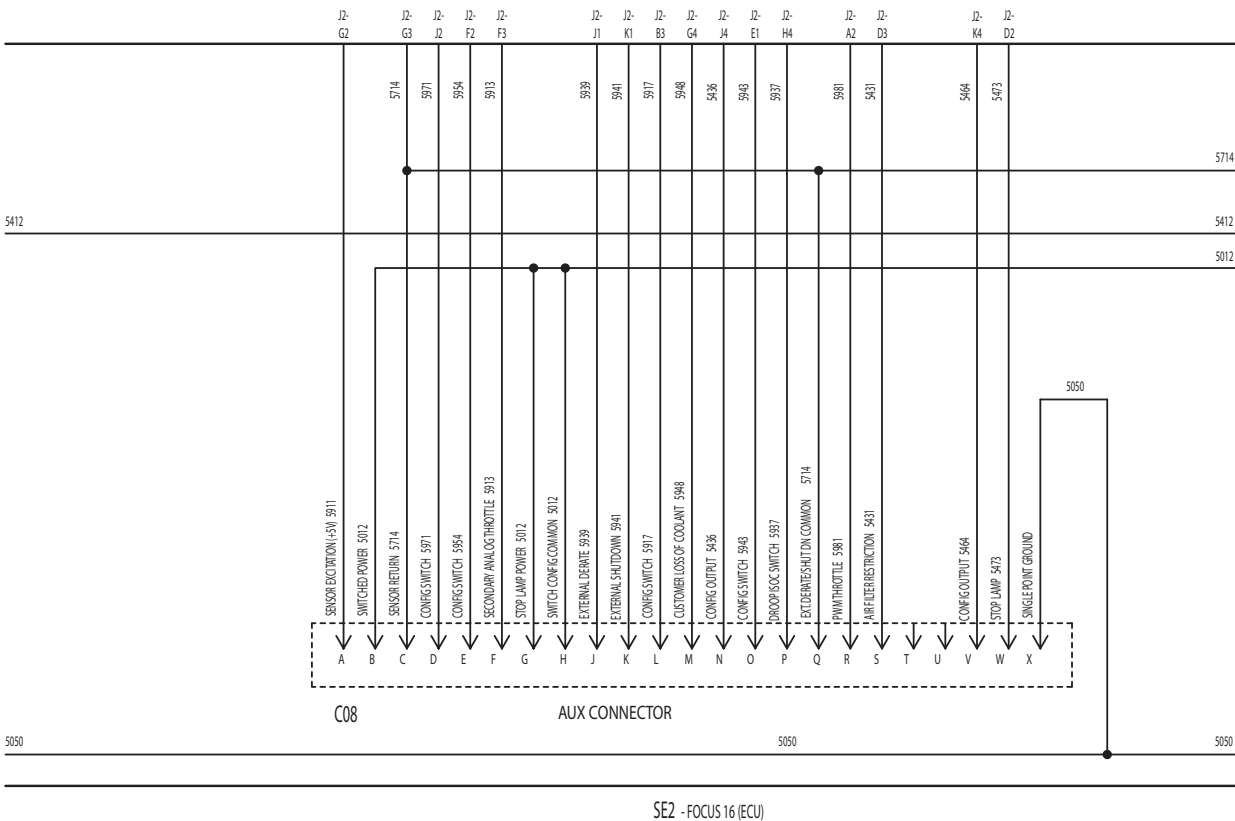 J2- J2- J2- J2- J2- J2- J2- J2- J2- J2- J2- J2- J2- J2- J2- J2-
G2 G3 J2 F2 F3 J1 K1 B3 G4 J4 E1 H4 A2 D3 K4 D2
5714 5971 5954 5913 5939 5941 5917 5948 5436 5943 5937 5981 5431 5464 5473
5714
5412 5412
5012
5050
SENSOR EXCITATION (+5V) 5911
SWITCHED POWER 5012
SENSOR RETURN 5714
CONFIG SWITCH 5971
CONFIG SWITCH 5954
SECONDARY ANALOG THROTTLE 5913
STOP LAMP POWER 5012
SWITCH CONFIG COMMON 5012
EXTERNAL DERATE 5939
EXTERNAL SHUTDOWN 5941
CONFIG SWITCH 5917
CUSTOMER LOSS OF COOLANT 5948
CONFIG OUTPUT 5436
CONFIG SWITCH 5943
DROOP ISOC SWITCH 5937
EXT.DERATE/SHUTDN COMMON 5714
PWM THROTTLE 5981
AIR FILTER RESTRICTION 5431
CONFIG OUTPUT 5464
STOP LAMP 5473
SINGLE POINT GROUND
A B C D E F G H J K L M N O P Q R S T U V W X
C08 AUX CONNECTOR
5050 5050 5050
SE2 - FOCUS 16 (ECU)